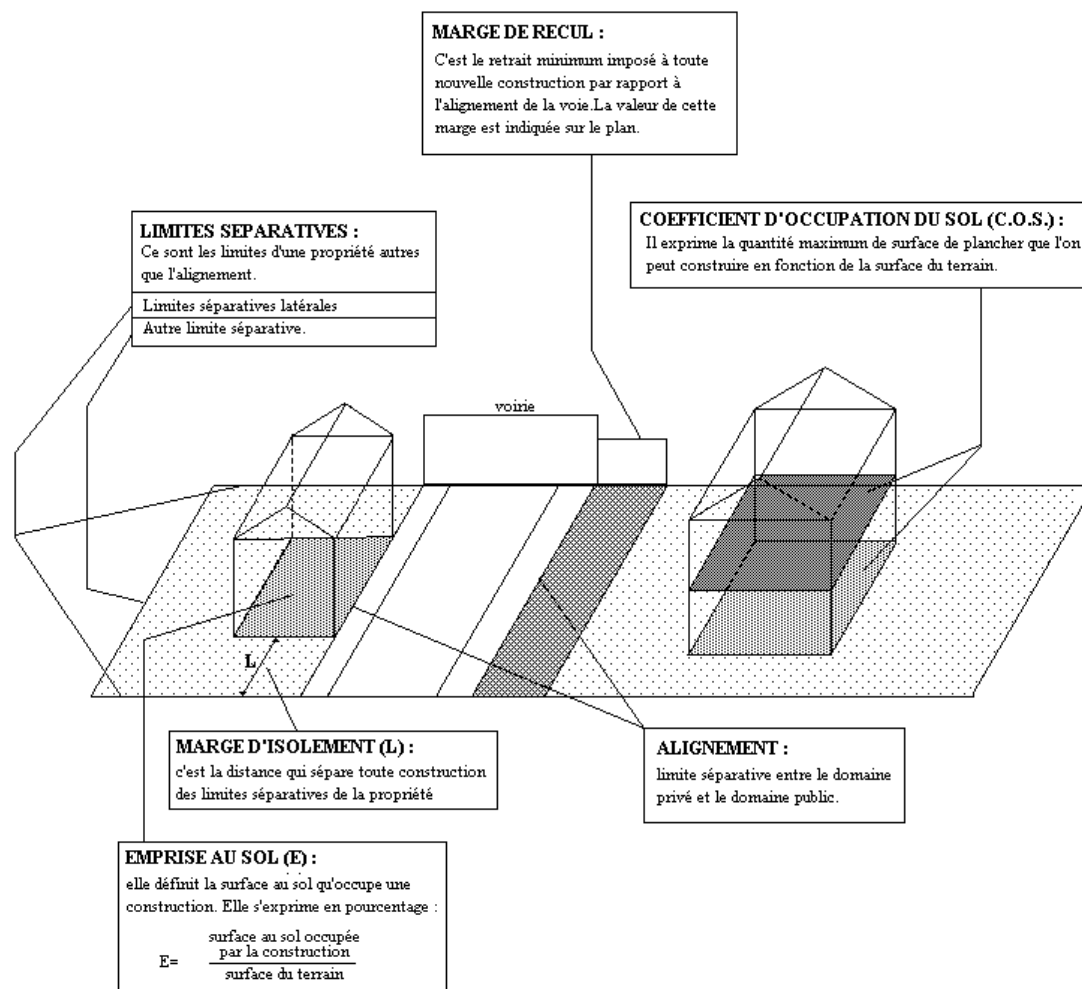 MARGE DE RECUL :
C'est le retrait minimum imposé à toute
nouvelle construction par rapport à
l'alignement de la voie.La valeur de cette
marge est indiquée sur le plan.
LIMITES SEPARATIVES :
Ce sont les limites d'une propriété autres
que l'alignement.
Limites séparatives latérales
Autre limite séparative.
COEFFICIENT D'OCCUPATION DU SOL (C.O.S.) :
Il exprime la quantité maximum de surface de plancher que l'on
peut construire en fonction de la surface du terrain.
voirie
L
MARGE D'ISOLEMENT (L) :
c'est la distance qui sépare toute construction
des limites séparatives de la propriété
ALIGNEMENT :
limite séparative entre le domaine
privé et le domaine public.
EMPRISE AU SOL (E) :
elle définit la surface au sol qu'occupe une
construction. Elle s'exprime en pourcentage :
surface au sol occupée
par la construction
E=
surface du terrain